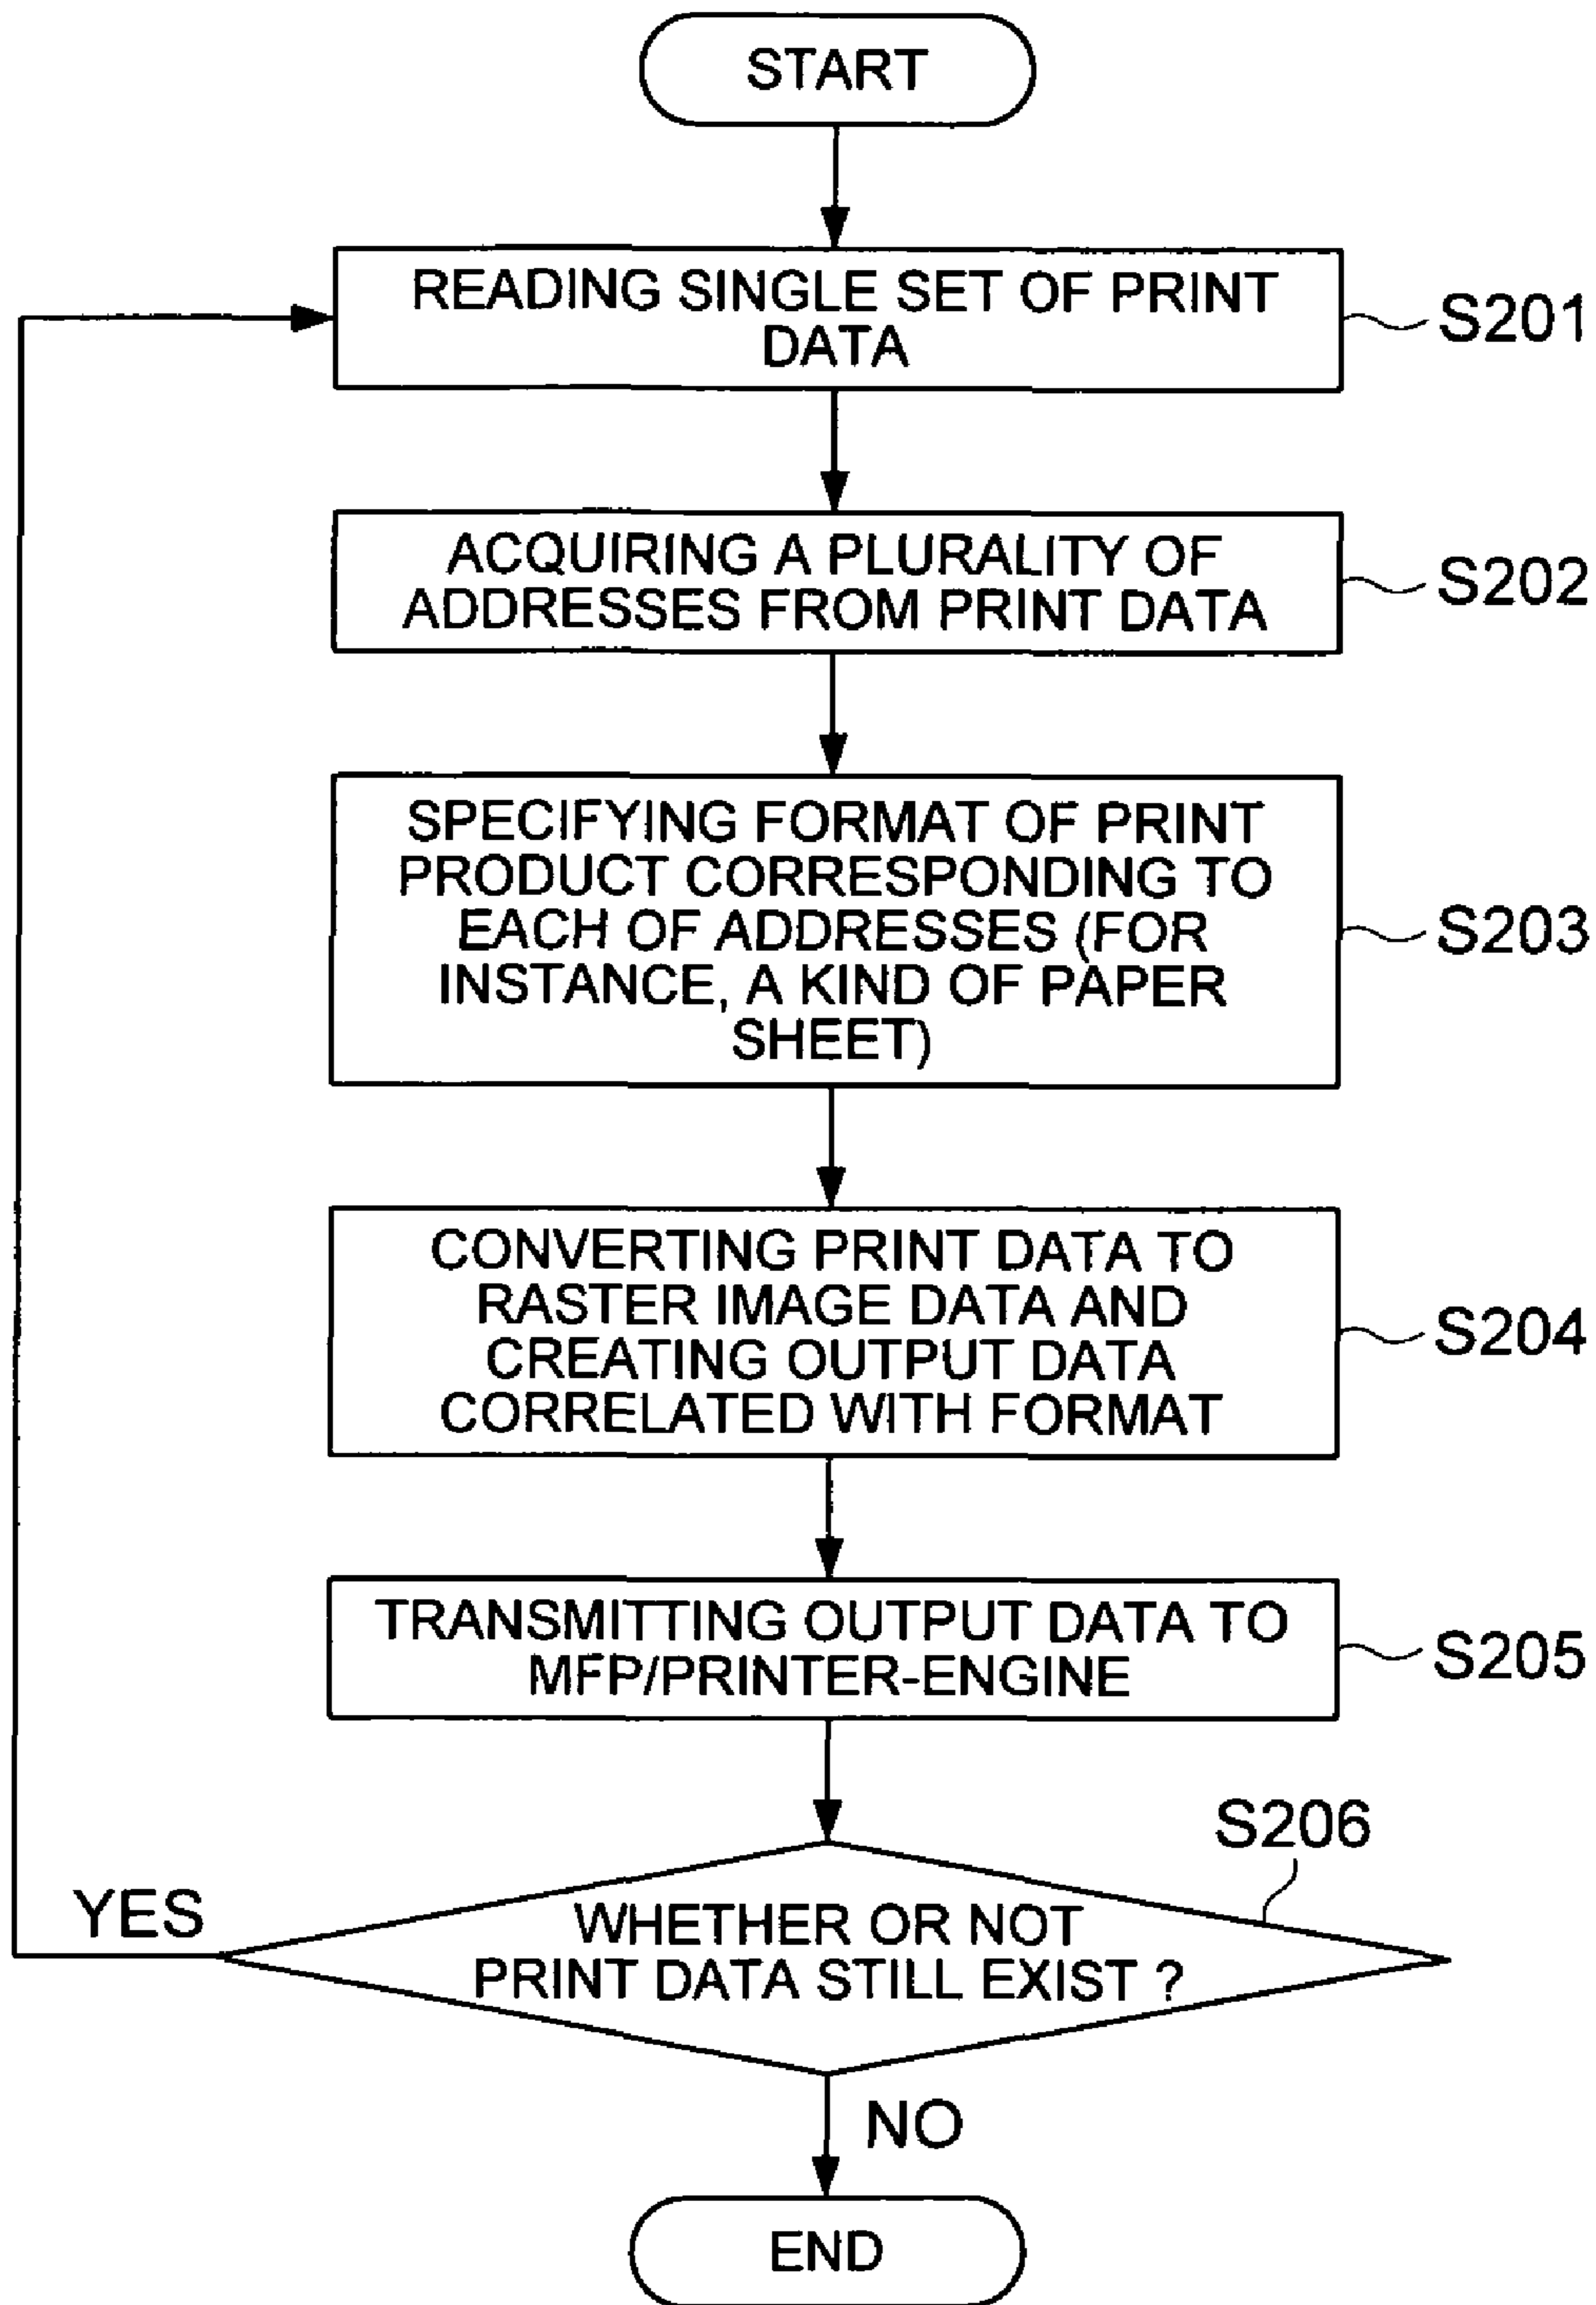 START
READING SINGLE SET OF PRINT
DATA
S201
ACQUIRING A PLURALITY OF
ADDRESSES FROM PRINT DATA
S202
SPECIFYING FORMAT OF PRINT
PRODUCT CORRESPONDING TO
EACH OF ADDRESSES (FOR
INSTANCE, A KIND OF PAPER
SHEET)
S203
CONVERTING PRINT DATA TO
RASTER IMAGE DATA AND
CREATING OUTPUT DATA
CORRELATED WITH FORMAT
S204
TRANSMITTING OUTPUT DATA TO
MFP/PRINTER-ENGINE
S205
S206
YES
WHETHER OR NOT
PRINT DATA STILL EXIST ?
NO
END